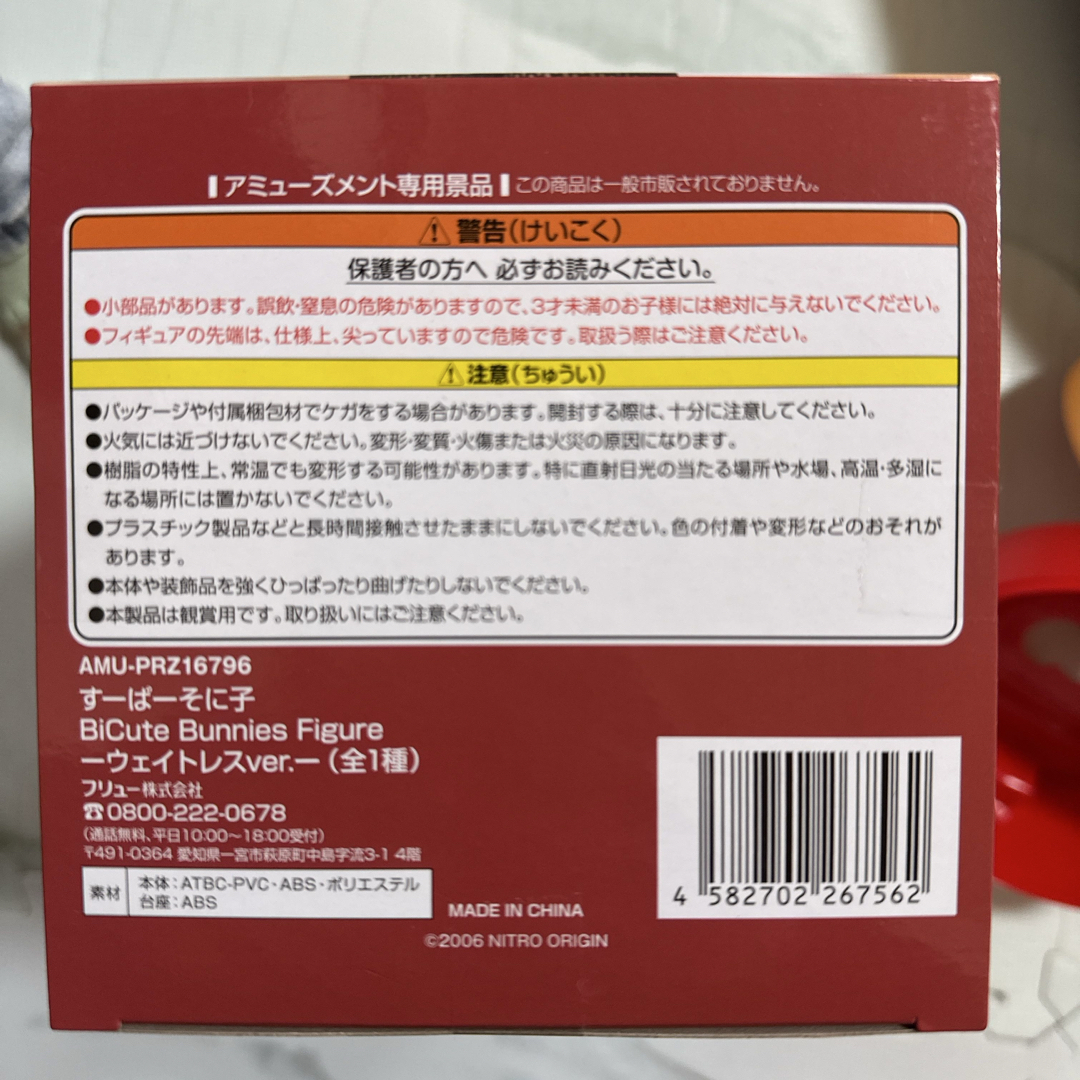 アミューズメント専用景品 この商品は一般市販されておりません。
⚠警告(けいこく)
保護者の方へ 必ずお読みください。
●小部品があります。誤飲・窒息の危険がありますので、3才未満のお子様には絶対に与えないでください。
●フィギュアの先端は、仕様上、尖っていますので危険です。取扱う際はご注意ください。
⚠注意(ちゅうい)
●パッケージや付属梱包材でケガをする場合があります。開封する際は、十分に注意してください。
●火気には近づけないでください。変形・変質・火傷または火災の原因になります。
●樹脂の特性上、常温でも変形する可能性があります。特に直射日光の当たる場所や水場、高温・多湿に
なる場所には置かないでください。
●プラスチック製品などと長時間接触させたままにしないでください。色の付着や変形などのおそれが
あります。
●本体や装飾品を強くひっぱったり曲げたりしないでください。
●本製品は観賞用です。取り扱いにはご注意ください。
AMU-PRZ16796
すーぱーそに子
BiCute Bunnies Figure
ーウェイトレスver.ー(全1種)
フリュー株式会社
☎0800-222-0678
(通話無料、平日10:00〜18:00受付)
〒491-0364 愛知県一宮市萩原町中島字流3-1 4階
素材 本体:ATBC-PVC・ABS・ポリエステル
台座:ABS
MADE IN CHINA
4 582702 267562
©2006 NITRO ORIGIN